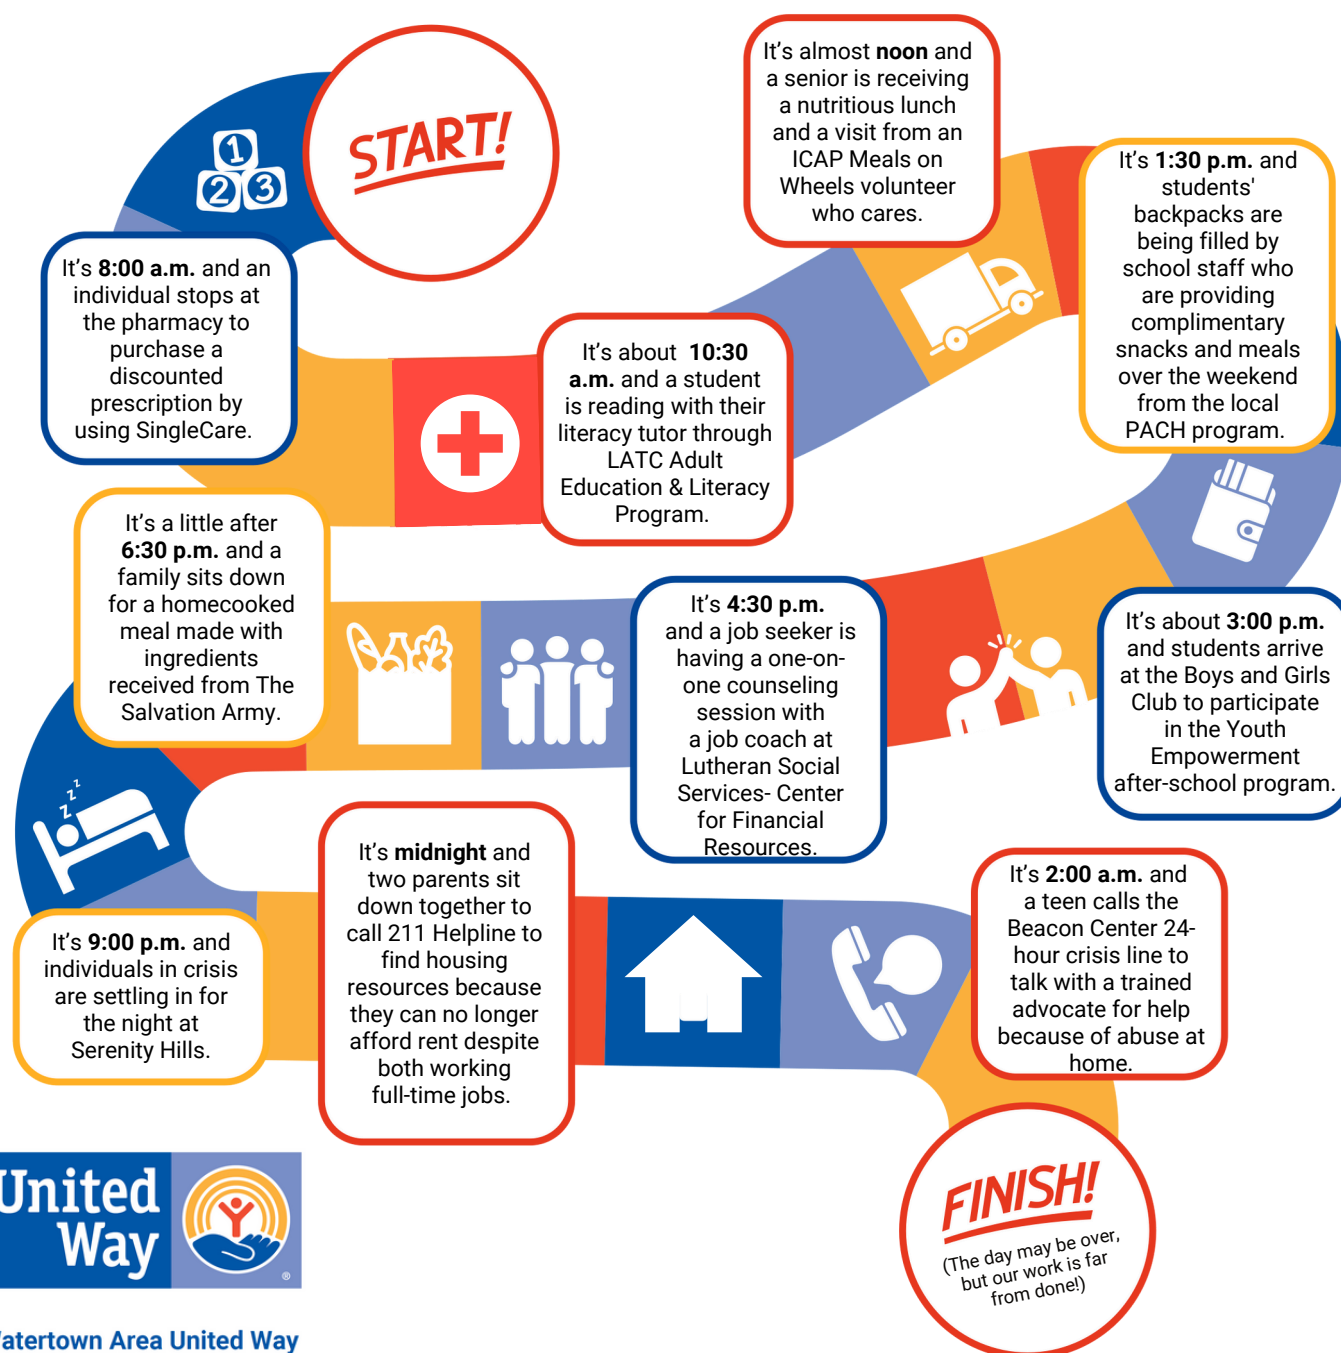 START!
1
2 3
It's 8:00 a.m. and an
individual stops at
the pharmacy to
purchase a
discounted
prescription by
using SingleCare.
It's about 10:30
a.m. and a student
is reading with their
literacy tutor through
LATC Adult
Education & Literacy
Program.
It's almost noon and
a senior is receiving
a nutritious lunch
and a visit from an
ICAP Meals on
Wheels volunteer
who cares.
It's 1:30 p.m. and
students'
backpacks are
being filled by
school staff who
are providing
complimentary
snacks and meals
over the weekend
from the local
PACH program.
It's about 3:00 p.m.
and students arrive
at the Boys and Girls
Club to participate
in the Youth
Empowerment
after-school program.
It's 4:30 p.m.
and a job seeker is
having a one-on-
one counseling
session with
a job coach at
Lutheran Social
Services- Center
for Financial
Resources.
It's a little after
6:30 p.m. and a
family sits down
for a homecooked
meal made with
ingredients
received from The
Salvation Army.
z z z
It's 9:00 p.m. and
individuals in crisis
are settling in for
the night at
Serenity Hills.
It's midnight and
two parents sit
down together to
call 211 Helpline to
find housing
resources because
they can no longer
afford rent despite
both working
full-time jobs.
It's 2:00 a.m. and
a teen calls the
Beacon Center 24-
hour crisis line to
talk with a trained
advocate for help
because of abuse at
home.
FINISH!
(The day may be over,
but our work is far
from done!)
United
Way
®
Watertown Area United Way